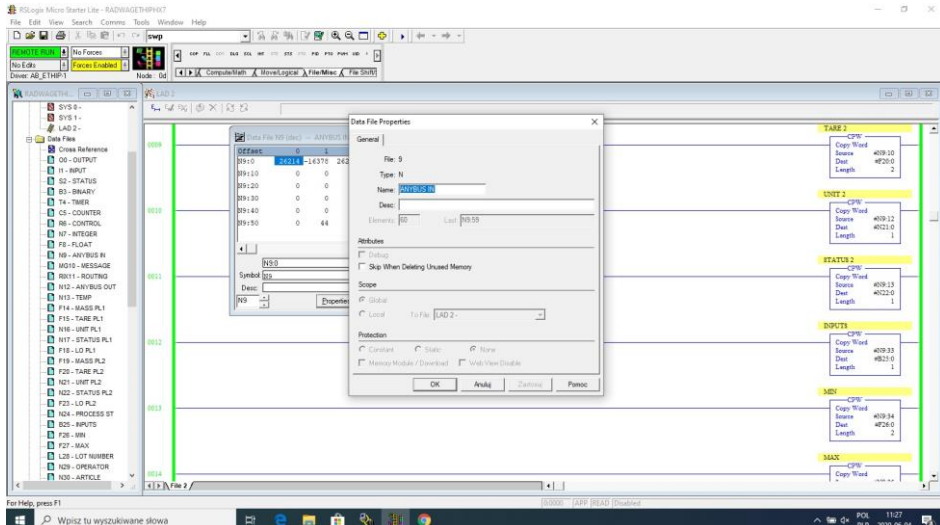 RSLogix Micro Starter Lite - RADWAGETHIPHX7
File Edit View Search Comms Tools Window Help
swp
REMOTE RUN
No Forces
No Edits
Forces Enabled
Driver: AB_ETHIP-1
Node: 0d
Compute/Math
Move/Logical
File/Misc
File Shift/
LAD 2
SYS 0 -
SYS 1 -
LAD 2 -
Data Files
Cross Reference
O0 - OUTPUT
I1 - INPUT
S2 - STATUS
B3 - BINARY
T4 - TIMER
C5 - COUNTER
R6 - CONTROL
N7 - INTEGER
F8 - FLOAT
N9 - ANYBUS IN
MG10 - MESSAGE
RIX11 - ROUTING
N12 - ANYBUS OUT
N13 - TEMP
F14 - MASS PL1
F15 - TARE PL1
N16 - UNIT PL1
N17 - STATUS PL1
F18 - LO PL1
F19 - MASS PL2
F20 - TARE PL2
N21 - UNIT PL2
N22 - STATUS PL2
F23 - LO PL2
N24 - PROCESS ST
B25 - INPUTS
F26 - MIN
F27 - MAX
L28 - LOT NUMBER
N29 - OPERATOR
N30 - ARTICLE
0009
0010
0011
0012
0013
0014
Data File N9 (dec) -- ANYBUS IN
Offset 0 1
N9:0 26214 -16378 262
N9:10 0 0
N9:20 0 0
N9:30 0 0
N9:40 0 0
N9:50 0 44
N9:0
Symbol: N9
Desc:
N9
Properties
Data File Properties
General
File: 9
Type: N
Name: ANYBUS IN
Desc:
Elements: 60 Last: N9:59
Attributes
Debug
Skip When Deleting Unused Memory
Scope
Global
Local To File: LAD 2 -
Protection
Constant Static None
Memory Module / Download Web View Disable
OK Anuluj Zastosuj Pomoc
TARE 2
CPW
Copy Word
Source #N9:10
Dest #F20:0
Length 2
UNIT 2
CPW
Copy Word
Source #N9:12
Dest #N21:0
Length 1
STATUS 2
CPW
Copy Word
Source #N9:13
Dest #N22:0
Length 1
INPUTS
CPW
Copy Word
Source #N9:33
Dest #B25:0
Length 1
MIN
CPW
Copy Word
Source #N9:34
Dest #F26:0
Length 2
MAX
CPW
Copy Word
File 2
For Help, press F1
0:0000 APP READ Disabled
Wpisz tu wyszukiwane słowa
POL 11:27